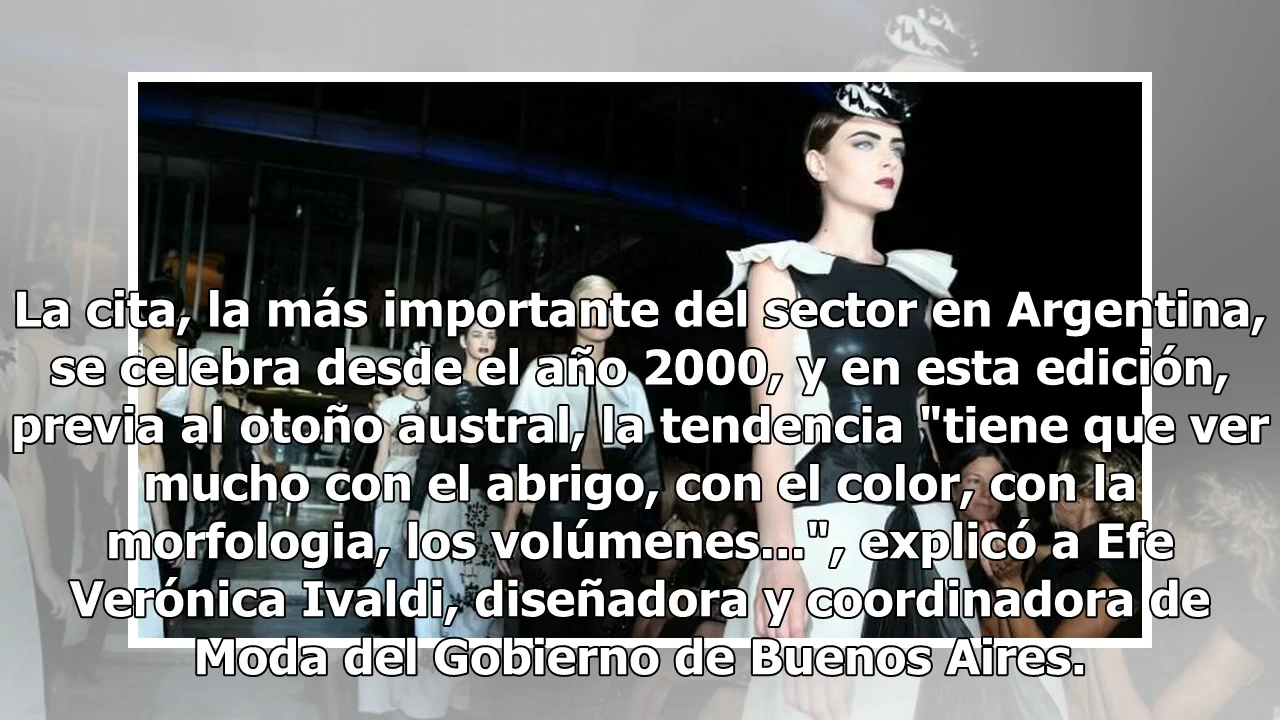 La cita, la más importante del sector en Argentina,
se celebra desde el año 2000, y en esta edición,
previa al otoño austral, la tendencia "tiene que ver
mucho con el abrigo, con el color, con la
morfologia, los volúmenes...", explicó a Efe
Verónica Ivaldi, diseñadora y coordinadora de
Moda del Gobierno de Buenos Aires.